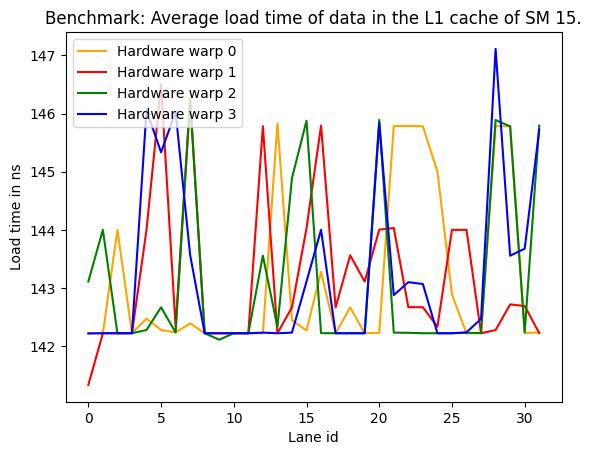 Benchmark: Average load time of data in the L1 cache of SM 15.
Hardware warp 0
Hardware warp 1
Hardware warp 2
Hardware warp 3
Load time in ns
147
146
145
144
143
142
0 5 10 15 20 25 30
Lane id